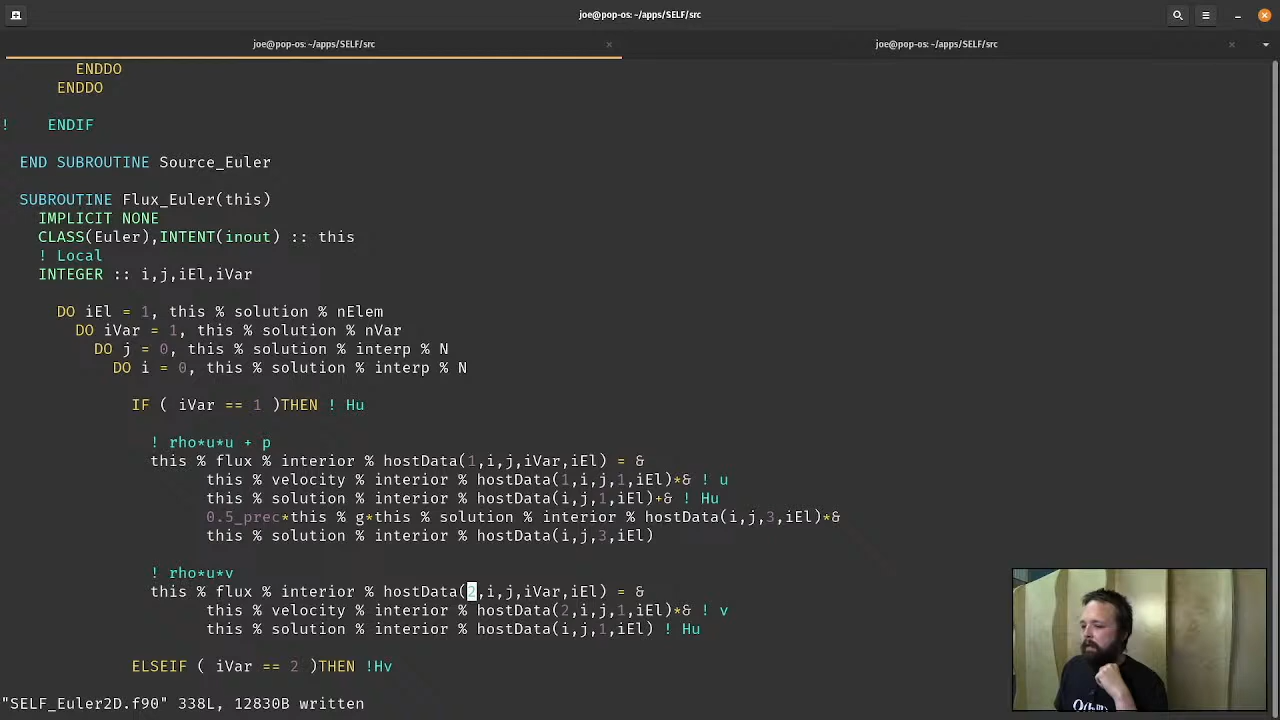 joe@pop-os: ~/apps/SELF/src
joe@pop-os: ~/apps/SELF/src
joe@pop-os: ~/apps/SELF/src
ENDDO
ENDDO
! ENDIF
END SUBROUTINE Source_Euler
SUBROUTINE Flux_Euler(this)
IMPLICIT NONE
CLASS(Euler),INTENT(inout) :: this
! Local
INTEGER :: i,j,iEl,iVar
DO iEl = 1, this % solution % nElem
DO iVar = 1, this % solution % nVar
DO j = 0, this % solution % interp % N
DO i = 0, this % solution % interp % N
IF ( iVar == 1 )THEN ! Hu
! rho*u*u + p
this % flux % interior % hostData(1,i,j,iVar,iEl) = &
this % velocity % interior % hostData(1,i,j,1,iEl)*& ! u
this % solution % interior % hostData(i,j,1,iEl)+& ! Hu
0.5_prec*this % g*this % solution % interior % hostData(i,j,3,iEl)*&
this % solution % interior % hostData(i,j,3,iEl)
! rho*u*v
this % flux % interior % hostData(2,i,j,iVar,iEl) = &
this % velocity % interior % hostData(2,i,j,1,iEl)*& ! v
this % solution % interior % hostData(i,j,1,iEl) ! Hu
ELSEIF ( iVar == 2 )THEN !Hv
"SELF_Euler2D.f90" 338L, 12830B written